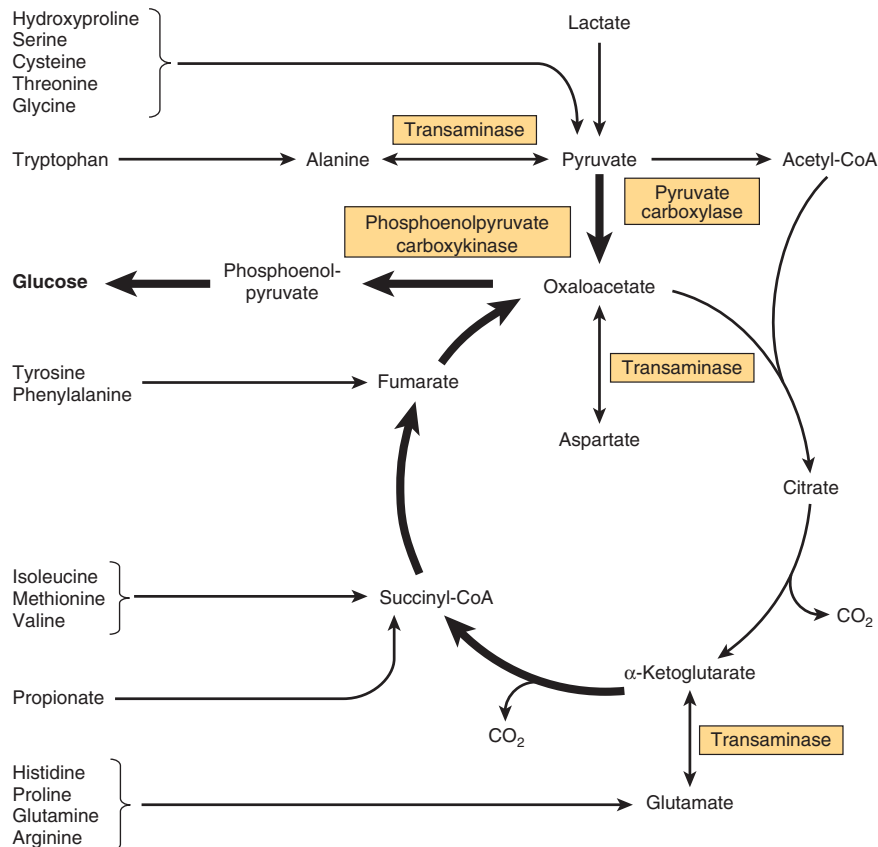 Hydroxyproline
Serine
Cysteine
Threonine
Glycine
Lactate
Transaminase
Tryptophan
Alanine
Pyruvate
Acetyl-CoA
Pyruvate
carboxylase
Phosphoenolpyruvate
carboxykinase
Glucose
Phosphoenol-
pyruvate
Oxaloacetate
Tyrosine
Phenylalanine
Fumarate
Transaminase
Aspartate
Citrate
Isoleucine
Methionine
Valine
Succinyl-CoA
CO₂
α-Ketoglutarate
Propionate
CO₂
Transaminase
Histidine
Proline
Glutamine
Arginine
Glutamate